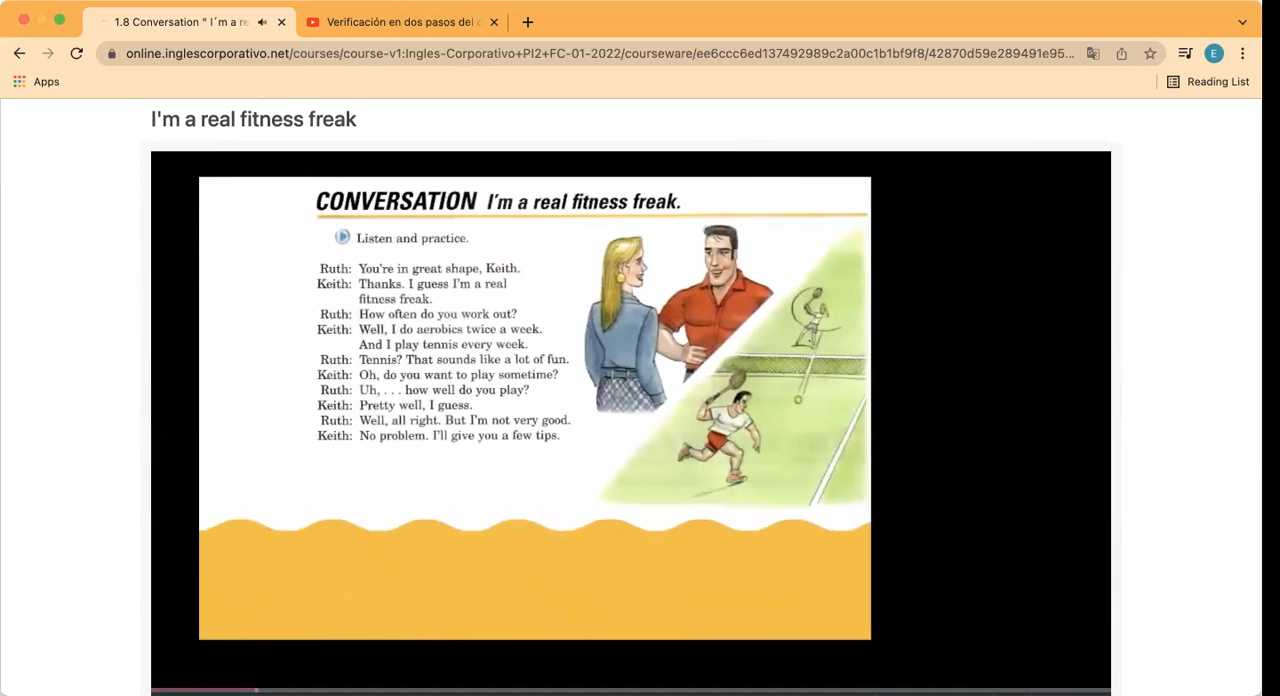 1.8 Conversation " I´m a re
Verificación en dos pasos del c
online.inglescorporativo.net/courses/course-v1:Ingles-Corporativo+PI2+FC-01-2022/courseware/ee6ccc6ed137492989c2a00c1b1bf9f8/42870d59e289491e95...
E
Apps
Reading List
I'm a real fitness freak
CONVERSATION I'm a real fitness freak.
Listen and practice.
Ruth: You're in great shape, Keith.
Keith: Thanks. I guess I'm a real
fitness freak.
Ruth: How often do you work out?
Keith: Well, I do aerobics twice a week.
And I play tennis every week.
Ruth: Tennis? That sounds like a lot of fun.
Keith: Oh, do you want to play sometime?
Ruth: Uh, . . . how well do you play?
Keith: Pretty well, I guess.
Ruth: Well, all right. But I'm not very good.
Keith: No problem. I'll give you a few tips.